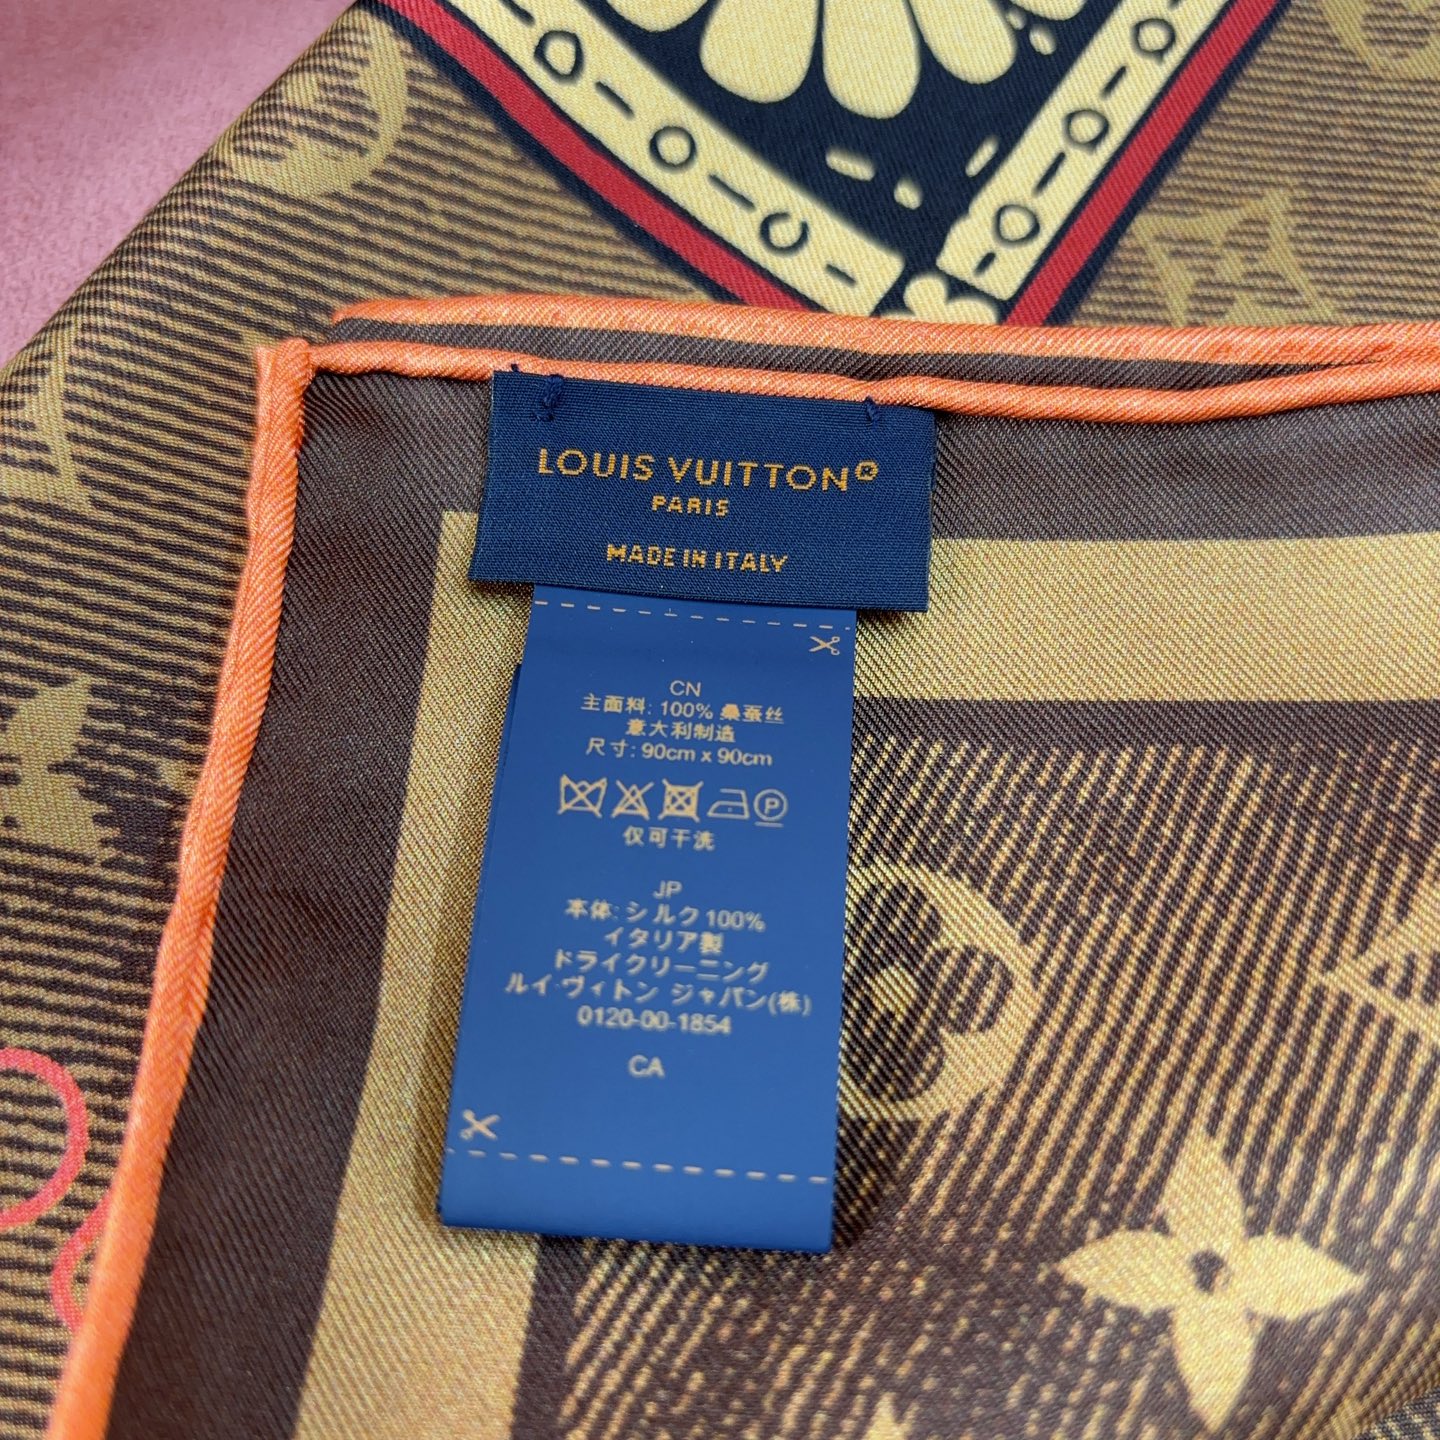 LOUIS VUITTON®
PARIS
MADE IN ITALY
CN
主面料: 100% 桑蚕丝
意大利制造
尺寸: 90cm x 90cm
P
仅可干洗
JP
本体: シルク100%
イタリア製
ドライクリーニング
ルイ·ヴィトン ジャパン(株)
0120-00-1854
CA